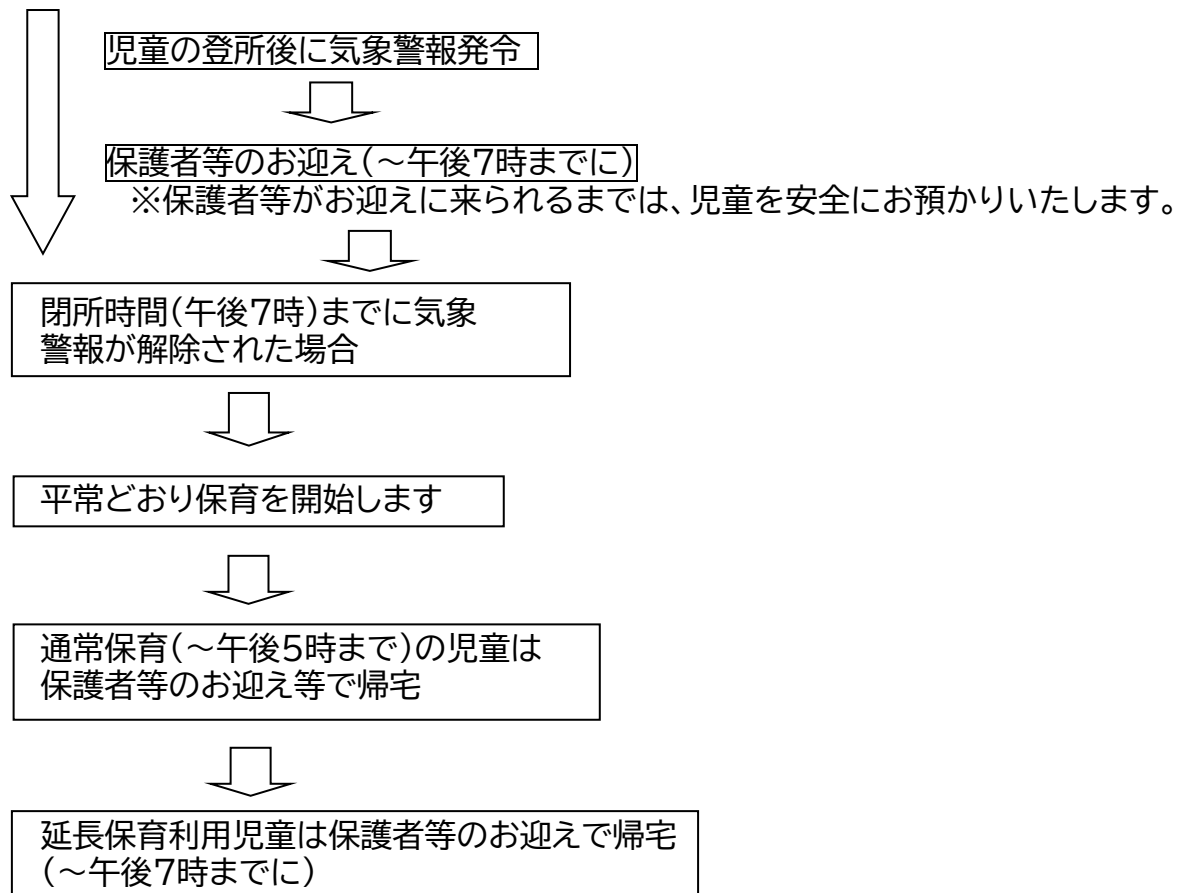 児童の登所後に気象警報発令
保護者等のお迎え(～午後7時までに)
※保護者等がお迎えに来られるまでは、児童を安全にお預かりいたします。
閉所時間(午後7時)までに気象
警報が解除された場合
平常どおり保育を開始します
通常保育(～午後5時まで)の児童は
保護者等のお迎え等で帰宅
延長保育利用児童は保護者等のお迎えで帰宅
(～午後7時までに)